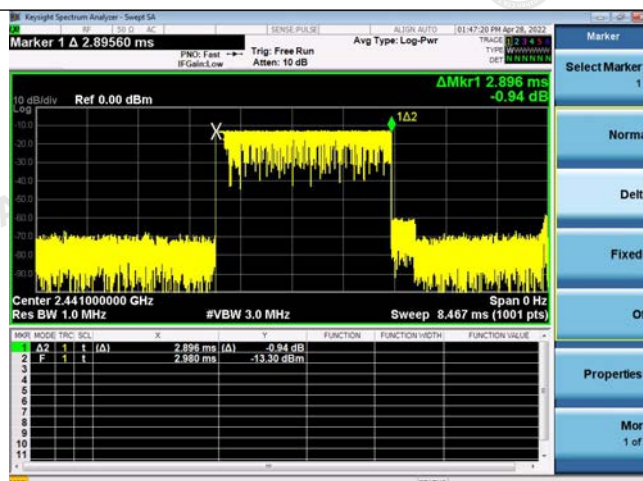 Keysight Spectrum Analyzer - Swept SA
RF 50 Ω AC SENSE:PULSE ALIGN AUTO 01:47:20 PM Apr 28, 2022
Marker 1 Δ 2.89560 ms
PNO: Fast
IFGain:Low
Trig: Free Run
Atten: 10 dB
Avg Type: Log-Pwr
TRACE 1 2 3 4 5
TYPE WWWWWW
DET N N N N N N
10 dB/div Ref 0.00 dBm
Log
ΔMkr1 2.896 ms
-0.94 dB
1Δ2
-10.0
-20.0
-30.0
-40.0
-50.0
-60.0
-70.0
-80.0
-90.0
Center 2.441000000 GHz Span 0 Hz
Res BW 1.0 MHz #VBW 3.0 MHz Sweep 8.467 ms (1001 pts)
MKR MODE TRC SCL X Y FUNCTION FUNCTION WIDTH FUNCTION VALUE
1 Δ2 1 t (Δ) 2.896 ms (Δ) -0.94 dB
2 F 1 t 2.980 ms -13.30 dBm
3
4
5
6
7
8
9
10
11
Marker
Select Marker
1
Norma
Delt
Fixed
Of
Properties
Mor
1 of
MSG STATUS